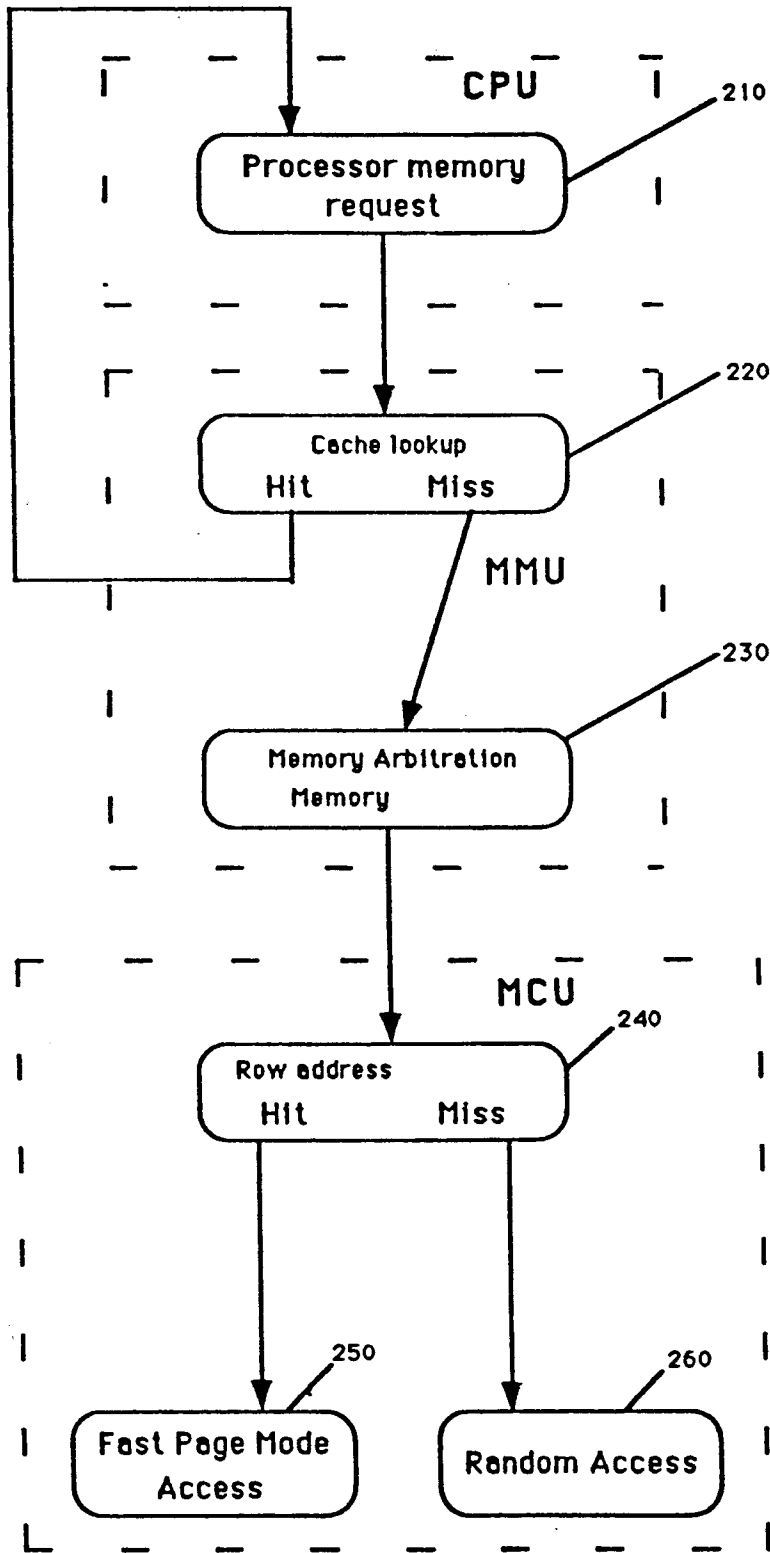 CPU
210
Processor memory
request
220
Cache lookup
Hit Miss
MMU
230
Memory Arbitration
Memory
MCU
240
Row address
Hit Miss
250
260
Fast Page Mode
Access
Random Access